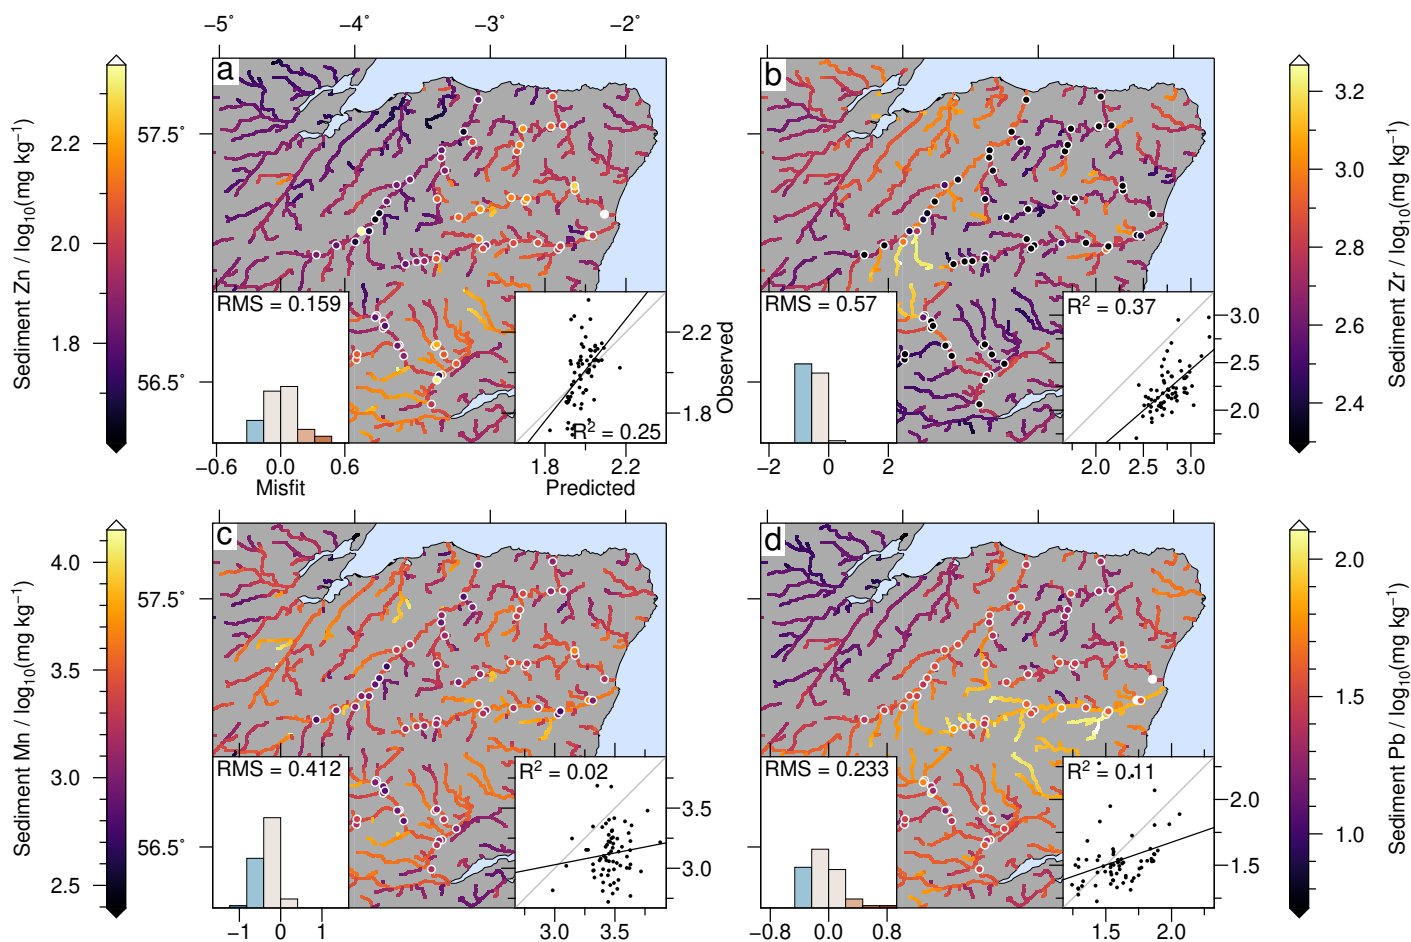 −5° −4° −3° −2°
a
b
57.5°
56.5°
2.2
2.0
1.8
Sediment Zn / log10(mg kg−1)
RMS = 0.159
R2 = 0.25
2.2
1.8
Observed
−0.6 0.0 0.6
Misfit
1.8 2.2
Predicted
RMS = 0.57
R2 = 0.37
3.0
2.5
2.0
−2 0 2
2.0 2.5 3.0
3.2
3.0
2.8
2.6
2.4
Sediment Zr / log10(mg kg−1)
c
d
57.5°
56.5°
4.0
3.5
3.0
2.5
Sediment Mn / log10(mg kg−1)
RMS = 0.412
R2 = 0.02
3.5
3.0
−1 0 1
3.0 3.5
RMS = 0.233
R2 = 0.11
2.0
1.5
−0.8 0.0 0.8
1.5 2.0
2.0
1.5
1.0
Sediment Pb / log10(mg kg−1)